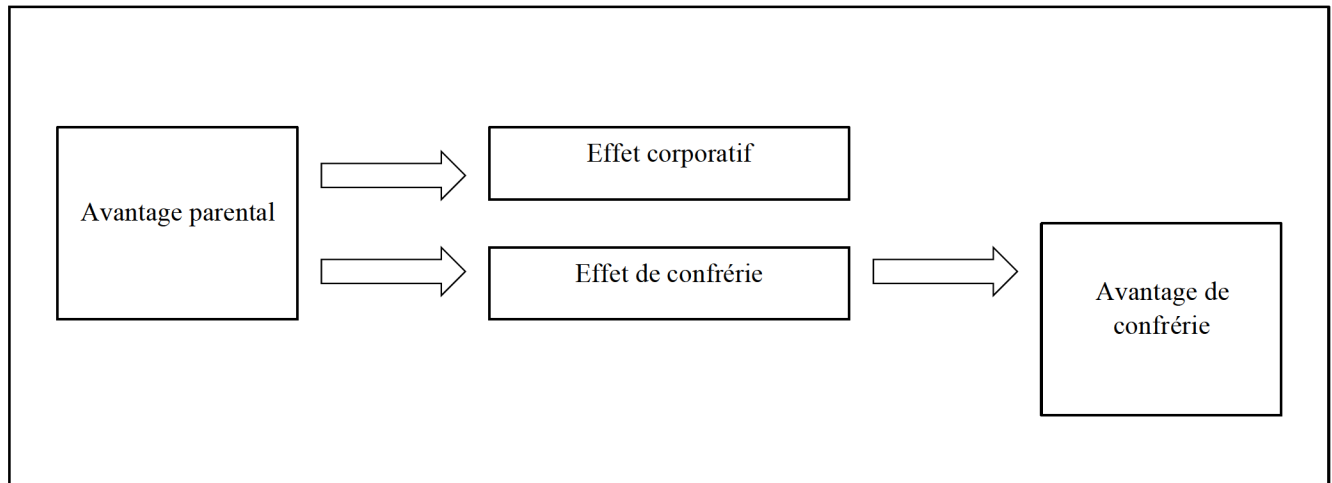 Avantage parental
Effet corporatif
Effet de confrérie
Avantage de
confrérie